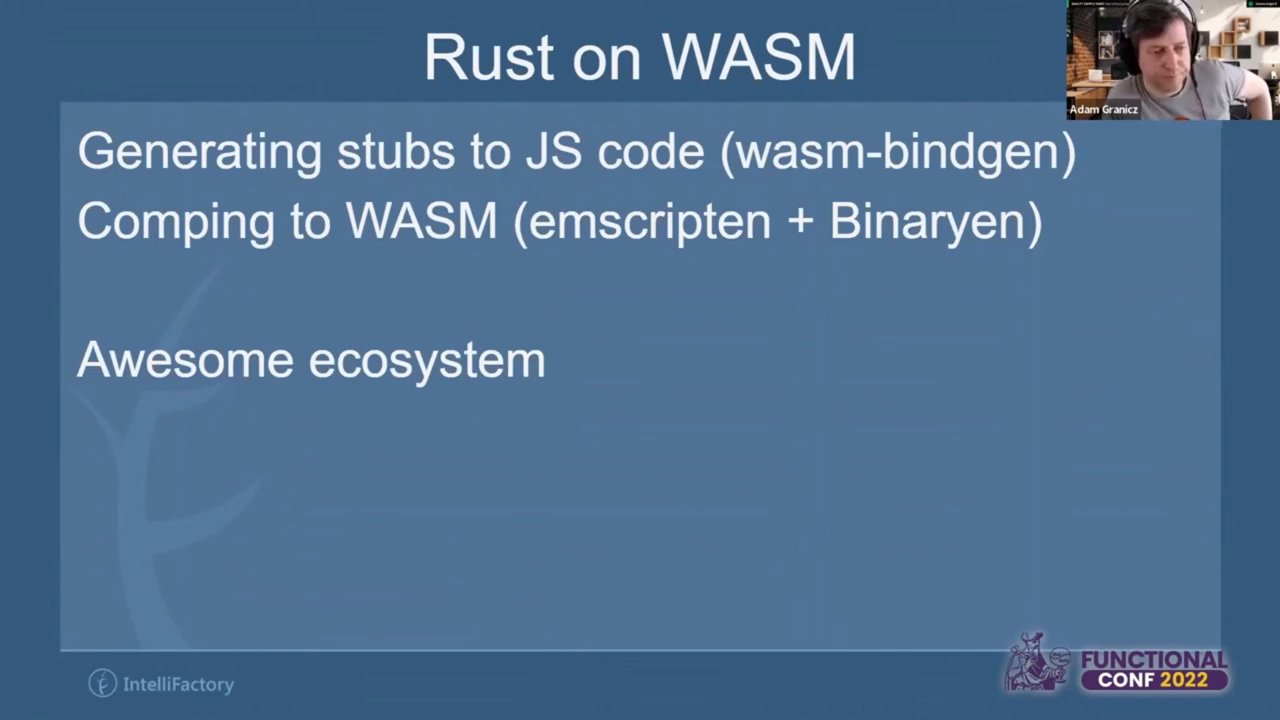 Rust on WASM
Adam Granicz
Generating stubs to JS code (wasm-bindgen)
Comping to WASM (emscripten + Binaryen)
Awesome ecosystem
IntelliFactory
FUNCTIONAL
CONF 2022